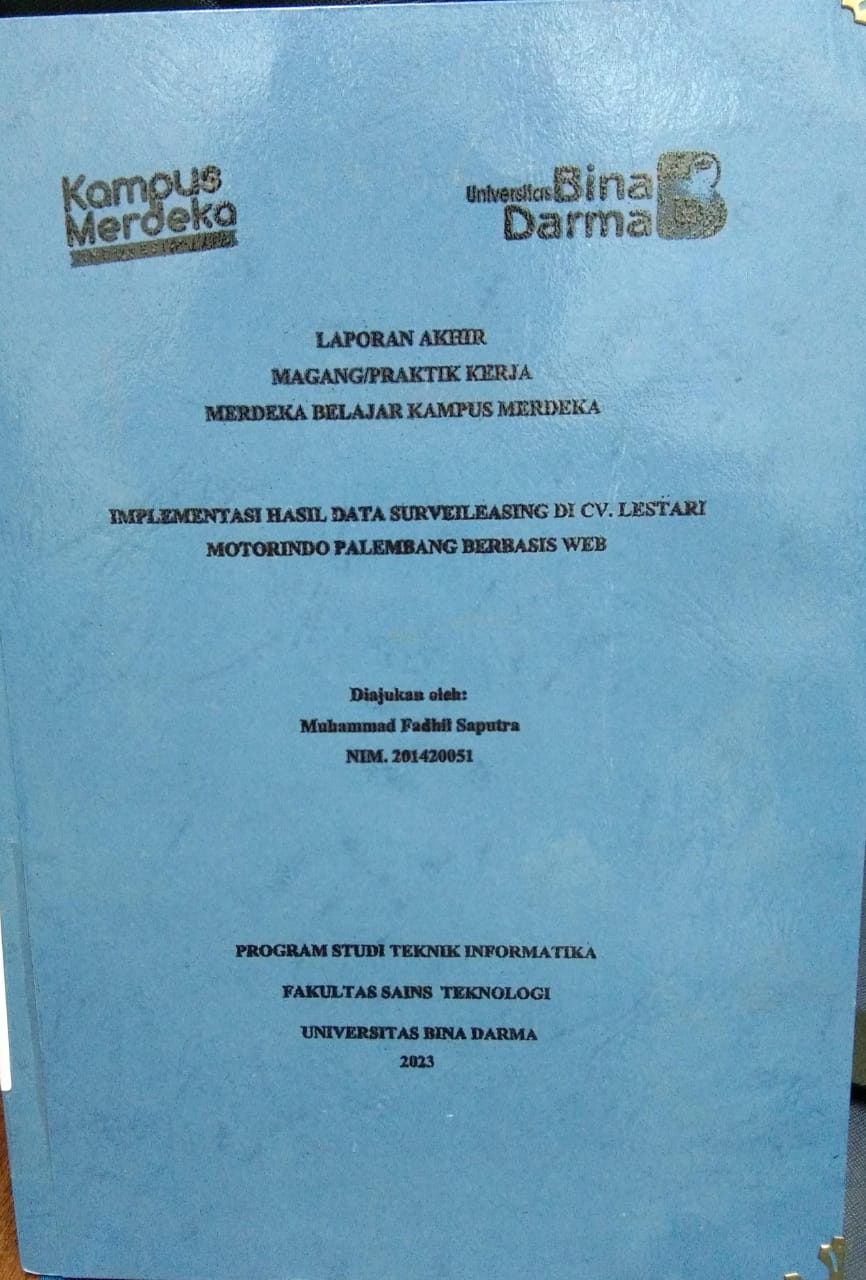 Kampus
Merdeka
Universitas Bina
Darma
LAPORAN AKHIR
MAGANG/PRAKTIK KERJA
MERDEKA BELAJAR KAMPUS MERDEKA
IMPLEMENTASI HASIL DATA SURVEILEASING DI CV. LESTARI
MOTORINDO PALEMBANG BERBASIS WEB
Diajukan oleh:
Muhammad Fadhil Saputra
NIM. 201420051
PROGRAM STUDI TEKNIK INFORMATIKA
FAKULTAS SAINS TEKNOLOGI
UNIVERSITAS BINA DARMA
2023